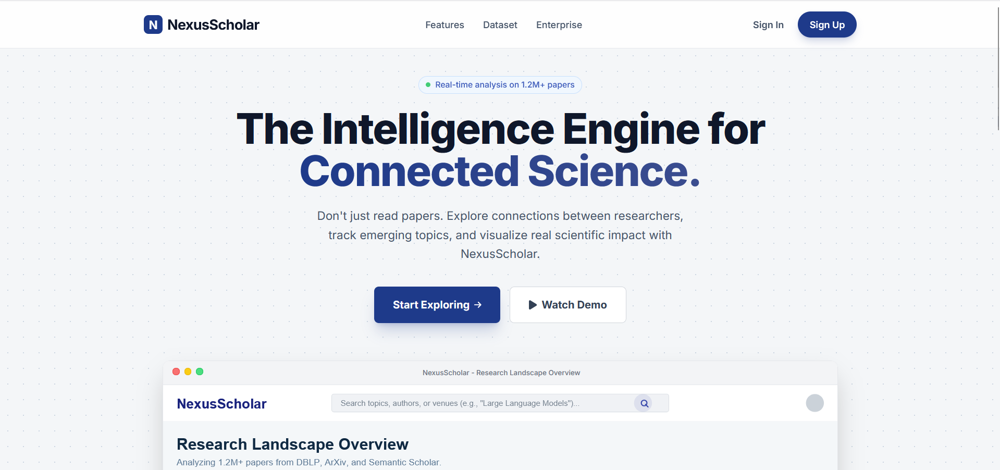 N NexusScholar
Features Dataset Enterprise
Sign In Sign Up
Real-time analysis on 1.2M+ papers
The Intelligence Engine for
Connected Science.
Don't just read papers. Explore connections between researchers,
track emerging topics, and visualize real scientific impact with
NexusScholar.
Start Exploring →
Watch Demo
NexusScholar - Research Landscape Overview
NexusScholar
Search topics, authors, or venues (e.g., "Large Language Models")...
Research Landscape Overview
Analyzing 1.2M+ papers from DBLP, ArXiv, and Semantic Scholar.